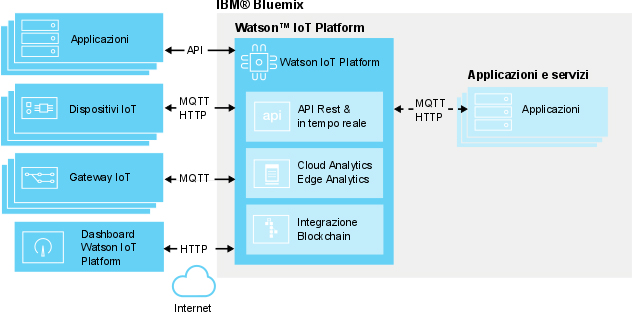 IBM® Bluemix
Watson™ IoT Platform
Applicazioni
API
Watson IoT Platform
Dispositivi IoT
MQTT
HTTP
api
API Rest &
in tempo reale
MQTT
HTTP
Applicazioni e servizi
Applicazioni
Gateway IoT
MQTT
Cloud Analytics
Edge Analytics
Dashboard
Watson IoT
Platform
HTTP
Integrazione
Blockchain
Internet